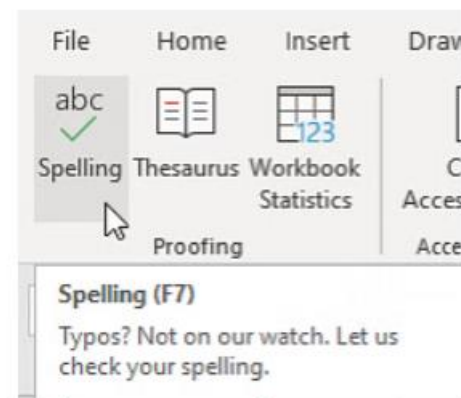 File Home Insert Draw
abc
123
Spelling Thesaurus Workbook
Statistics
Proofing
Spelling (F7)
Typos? Not on our watch. Let us
check your spelling.